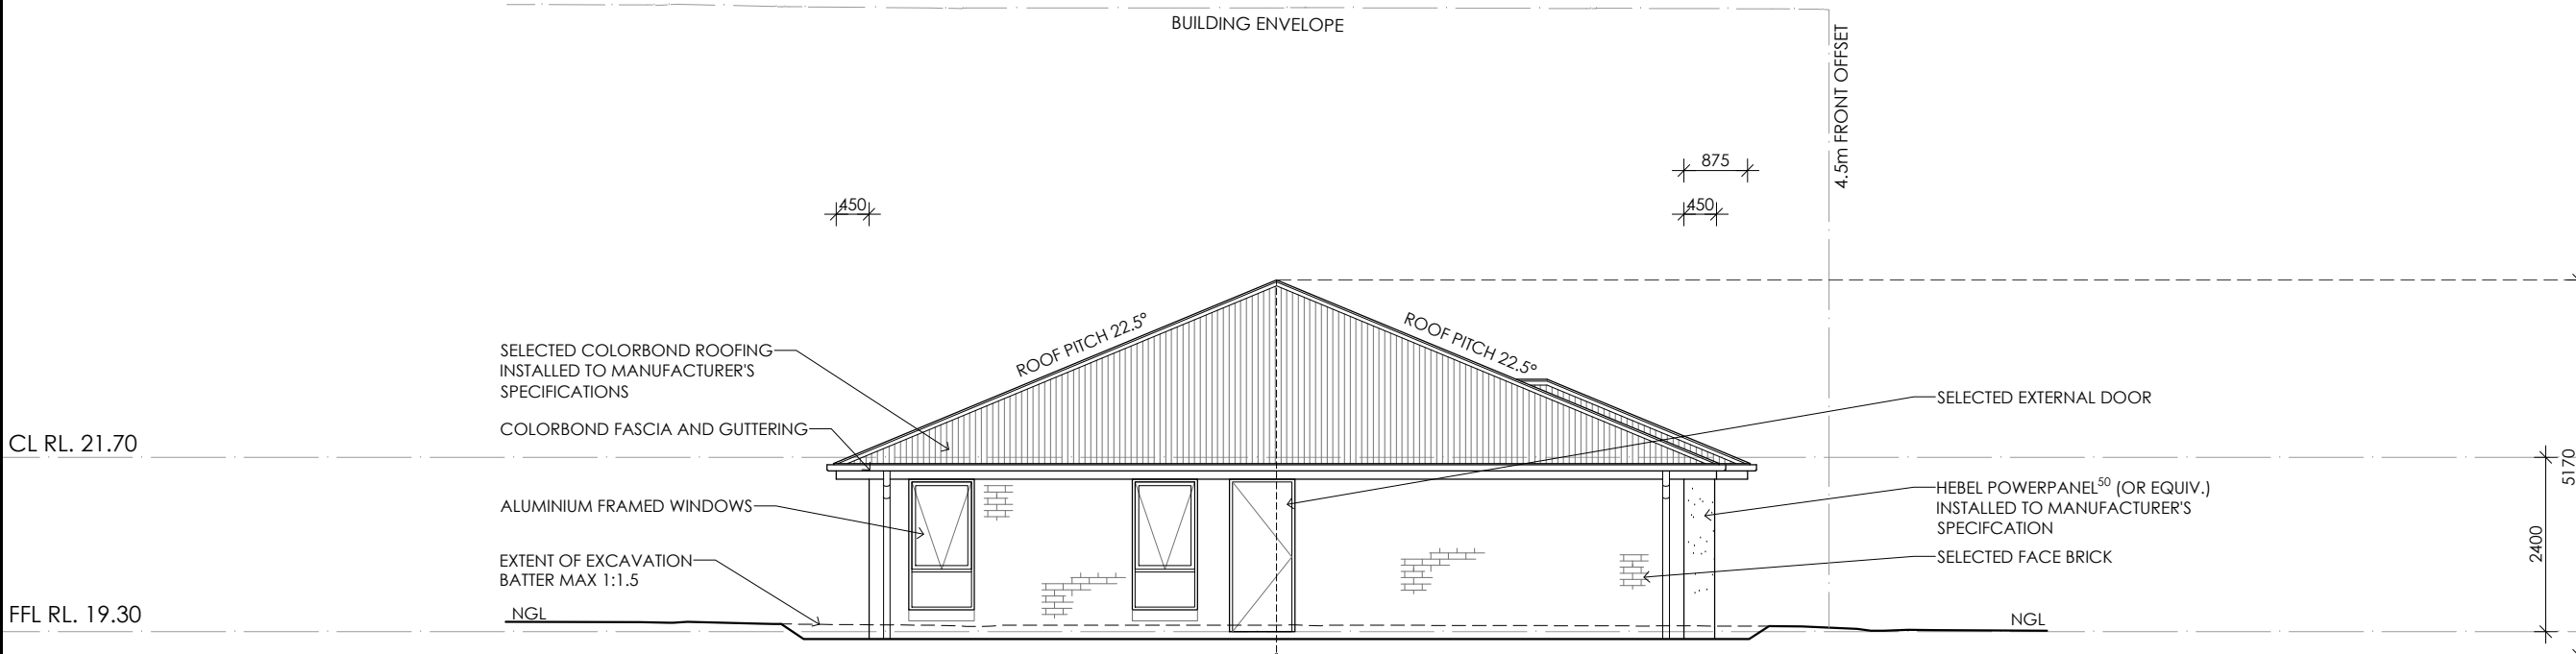 BUILDING ENVELOPE
4.5m FRONT OFFSET
875
450
450
ROOF PITCH 22.5°
ROOF PITCH 22.5°
SELECTED COLORBOND ROOFING
INSTALLED TO MANUFACTURER'S
SPECIFICATIONS
COLORBOND FASCIA AND GUTTERING
CL RL. 21.70
ALUMINIUM FRAMED WINDOWS
EXTENT OF EXCAVATION
BATTER MAX 1:1.5
FFL RL. 19.30
NGL
SELECTED EXTERNAL DOOR
HEBEL POWERPANEL⁵⁰ (OR EQUIV.)
INSTALLED TO MANUFACTURER'S
SPECIFCATION
SELECTED FACE BRICK
NGL
2400
5170